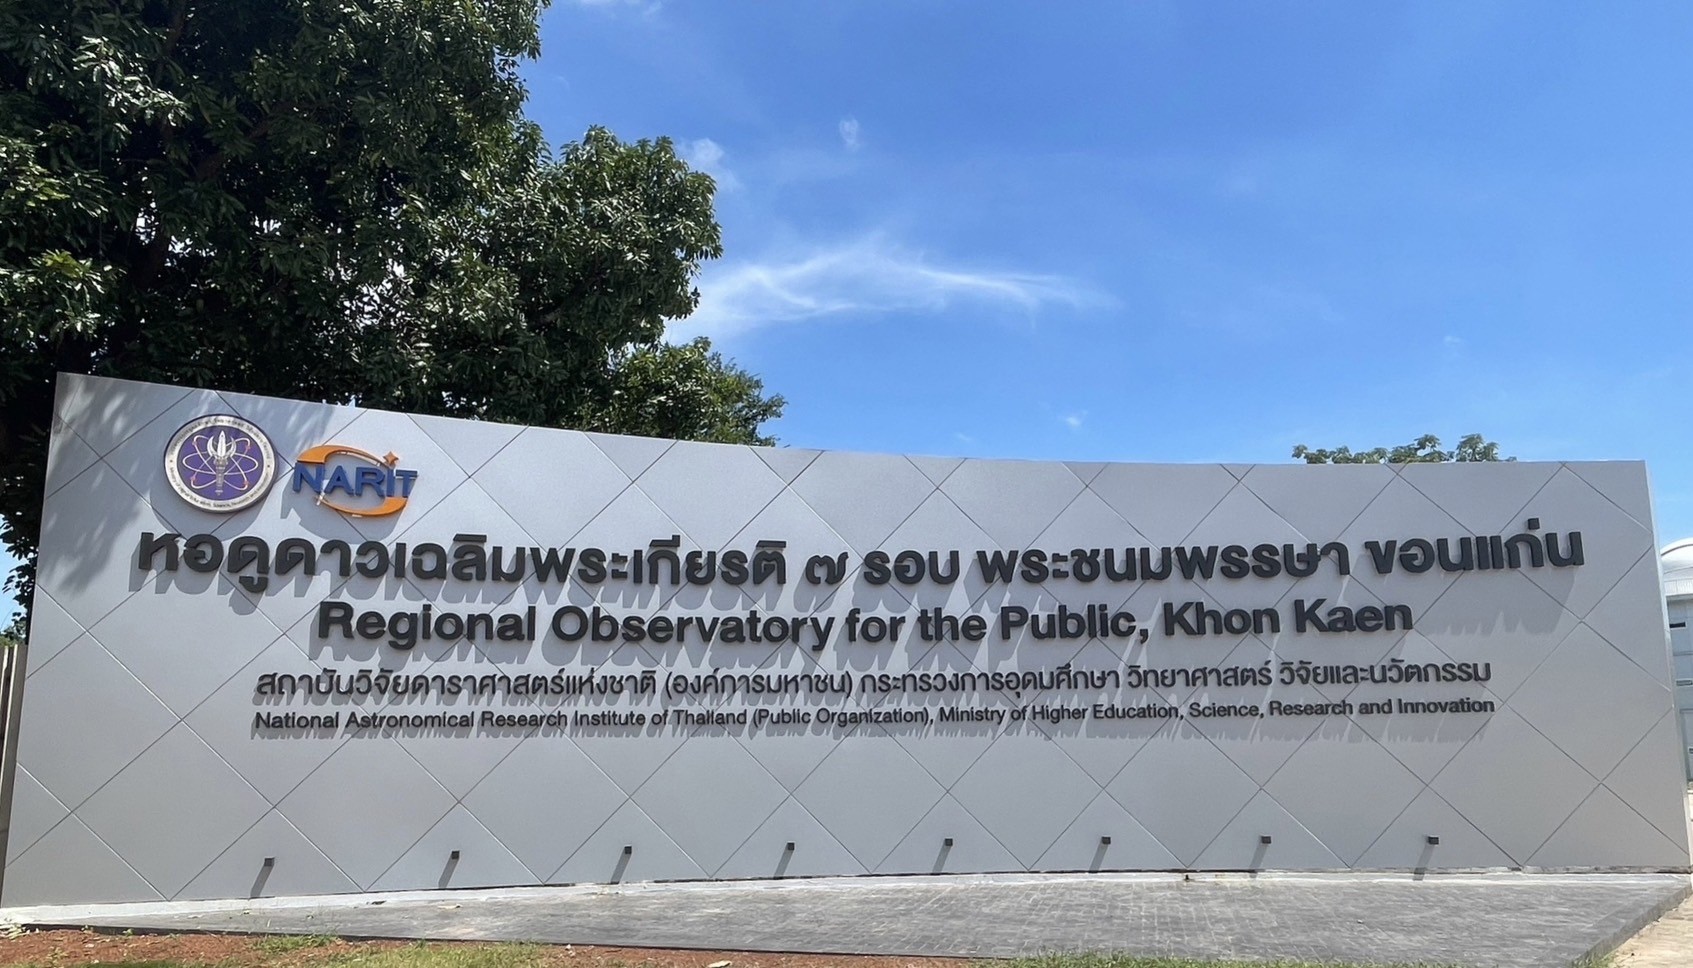 NARIT
หอดูดาวเฉลิมพระเกียรติ ๗ รอบ พระชนมพรรษา ขอนแก่น
Regional Observatory for the Public, Khon Kaen
สถาบันวิจัยดาราศาสตร์แห่งชาติ (องค์การมหาชน) กระทรวงการอุดมศึกษา วิทยาศาสตร์ วิจัยและนวัตกรรม
National Astronomical Research Institute of Thailand (Public Organization), Ministry of Higher Education, Science, Research and Innovation